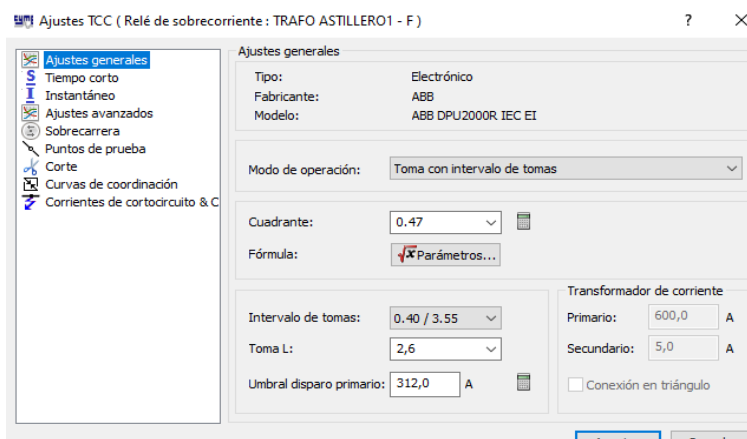 Ajustes TCC ( Relé de sobrecorriente : TRAFO ASTILLERO1 - F )
Ajustes generales
Tiempo corto
Instantáneo
Ajustes avanzados
Sobrecarrera
Puntos de prueba
Corte
Curvas de coordinación
Corrientes de cortocircuito & C
Ajustes generales
Tipo: Electrónico
Fabricante: ABB
Modelo: ABB DPU2000R IEC EI
Modo de operación: Toma con intervalo de tomas
Cuadrante: 0.47
Fórmula: Parámetros...
Intervalo de tomas: 0.40 / 3.55
Toma L: 2,6
Umbral disparo primario: 312,0 A
Transformador de corriente
Primario: 600,0 A
Secundario: 5,0 A
Conexión en triángulo